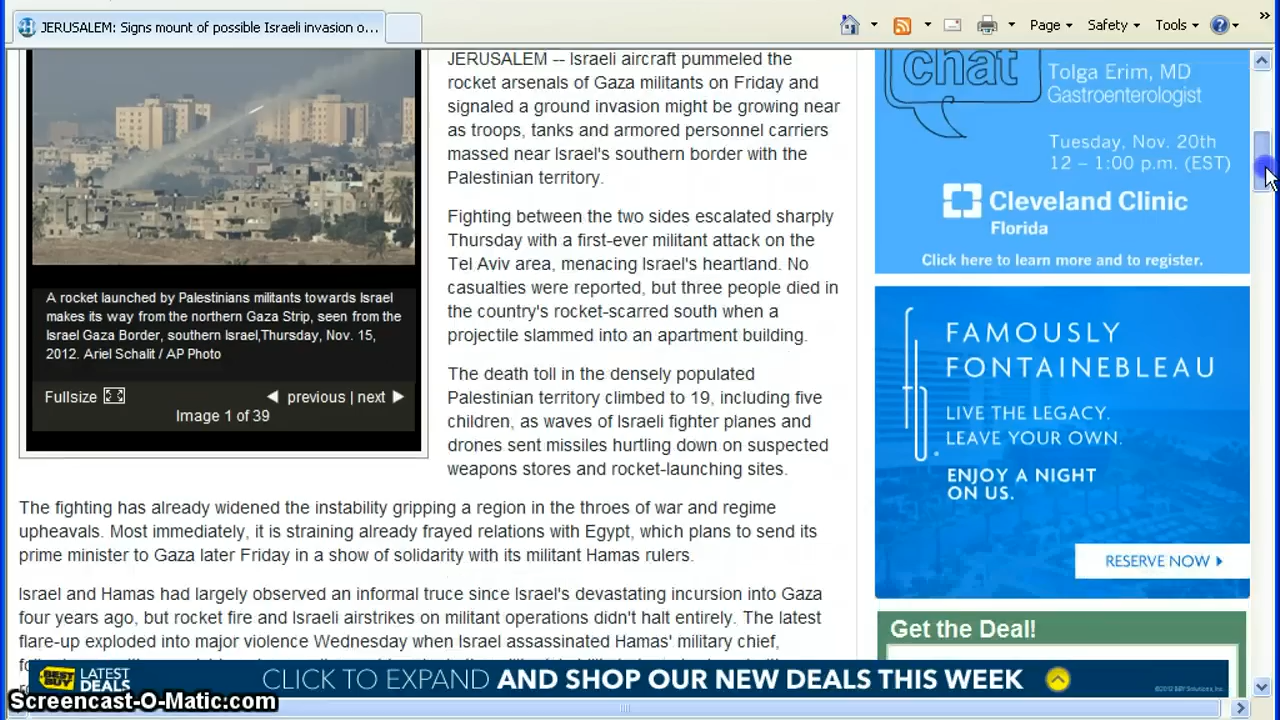 JERUSALEM: Signs mount of possible Israeli invasion o...
Page
Safety
Tools
»
JERUSALEM -- Israeli aircraft pummeled the
rocket arsenals of Gaza militants on Friday and
signaled a ground invasion might be growing near
as troops, tanks and armored personnel carriers
massed near Israel's southern border with the
Palestinian territory.
Fighting between the two sides escalated sharply
Thursday with a first-ever militant attack on the
Tel Aviv area, menacing Israel's heartland. No
casualties were reported, but three people died in
the country's rocket-scarred south when a
projectile slammed into an apartment building.
The death toll in the densely populated
Palestinian territory climbed to 19, including five
children, as waves of Israeli fighter planes and
drones sent missiles hurtling down on suspected
weapons stores and rocket-launching sites.
A rocket launched by Palestinians militants towards Israel
makes its way from the northern Gaza Strip, seen from the
Israel Gaza Border, southern Israel,Thursday, Nov. 15,
2012. Ariel Schalit / AP Photo
Fullsize
previous | next
Image 1 of 39
The fighting has already widened the instability gripping a region in the throes of war and regime
upheavals. Most immediately, it is straining already frayed relations with Egypt, which plans to send its
prime minister to Gaza later Friday in a show of solidarity with its militant Hamas rulers.
Israel and Hamas had largely observed an informal truce since Israel's devastating incursion into Gaza
four years ago, but rocket fire and Israeli airstrikes on militant operations didn't halt entirely. The latest
flare-up exploded into major violence Wednesday when Israel assassinated Hamas' military chief,
chat
Tolga Erim, MD
Gastroenterologist
Tuesday, Nov. 20th
12 – 1:00 p.m. (EST)
Cleveland Clinic
Florida
Click here to learn more and to register.
FAMOUSLY
FONTAINEBLEAU
LIVE THE LEGACY.
LEAVE YOUR OWN.
ENJOY A NIGHT
ON US.
RESERVE NOW
Get the Deal!
BEST BUY
LATEST
DEALS
CLICK TO EXPAND AND SHOP OUR NEW DEALS THIS WEEK
Screencast-O-Matic.com